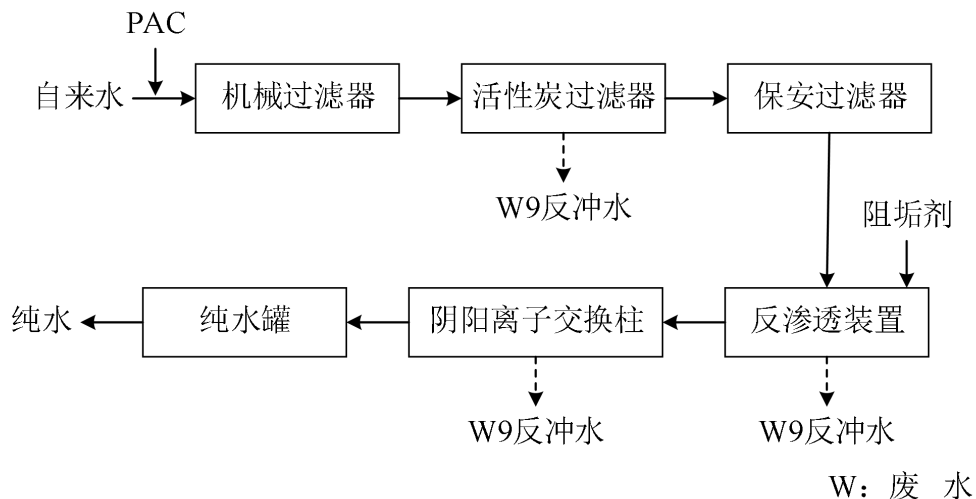 PAC
自来水
机械过滤器
活性炭过滤器
保安过滤器
W9反冲水
阻垢剂
纯水
纯水罐
阴阳离子交换柱
反渗透装置
W9反冲水
W9反冲水
W：废 水